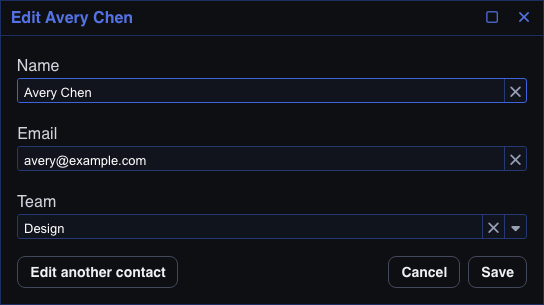 Edit Avery Chen
Name
Avery Chen
Email
avery@example.com
Team
Design
Edit another contact
Cancel
Save